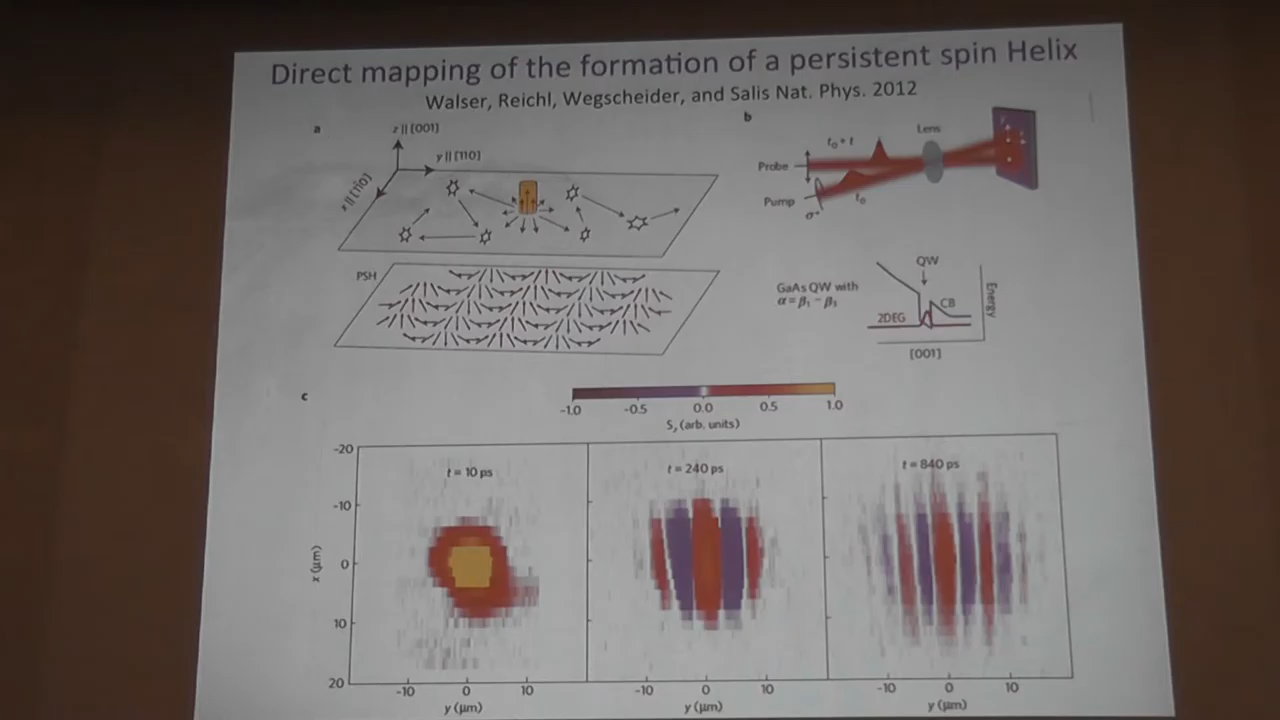 Direct mapping of the formation of a persistent spin Helix
Walser, Reichl, Wegscheider, and Salis Nat. Phys. 2012
a
z || [001]
y || [110]
x || [1̄10]
PSH
b
Lens
t₀ + t
Probe
Pump
t₀
σ⁺
GaAs QW with
α = β₁ − β₃
QW
CB
2DEG
Energy
[001]
c
-1.0 -0.5 0.0 0.5 1.0
(arb. units)
t = 10 ps
t = 240 ps
t = 840 ps
-20
-10
0
10
20
x (μm)
-10 0 10
-10 0 10
-10 0 10
y (μm)
y (μm)
y (μm)